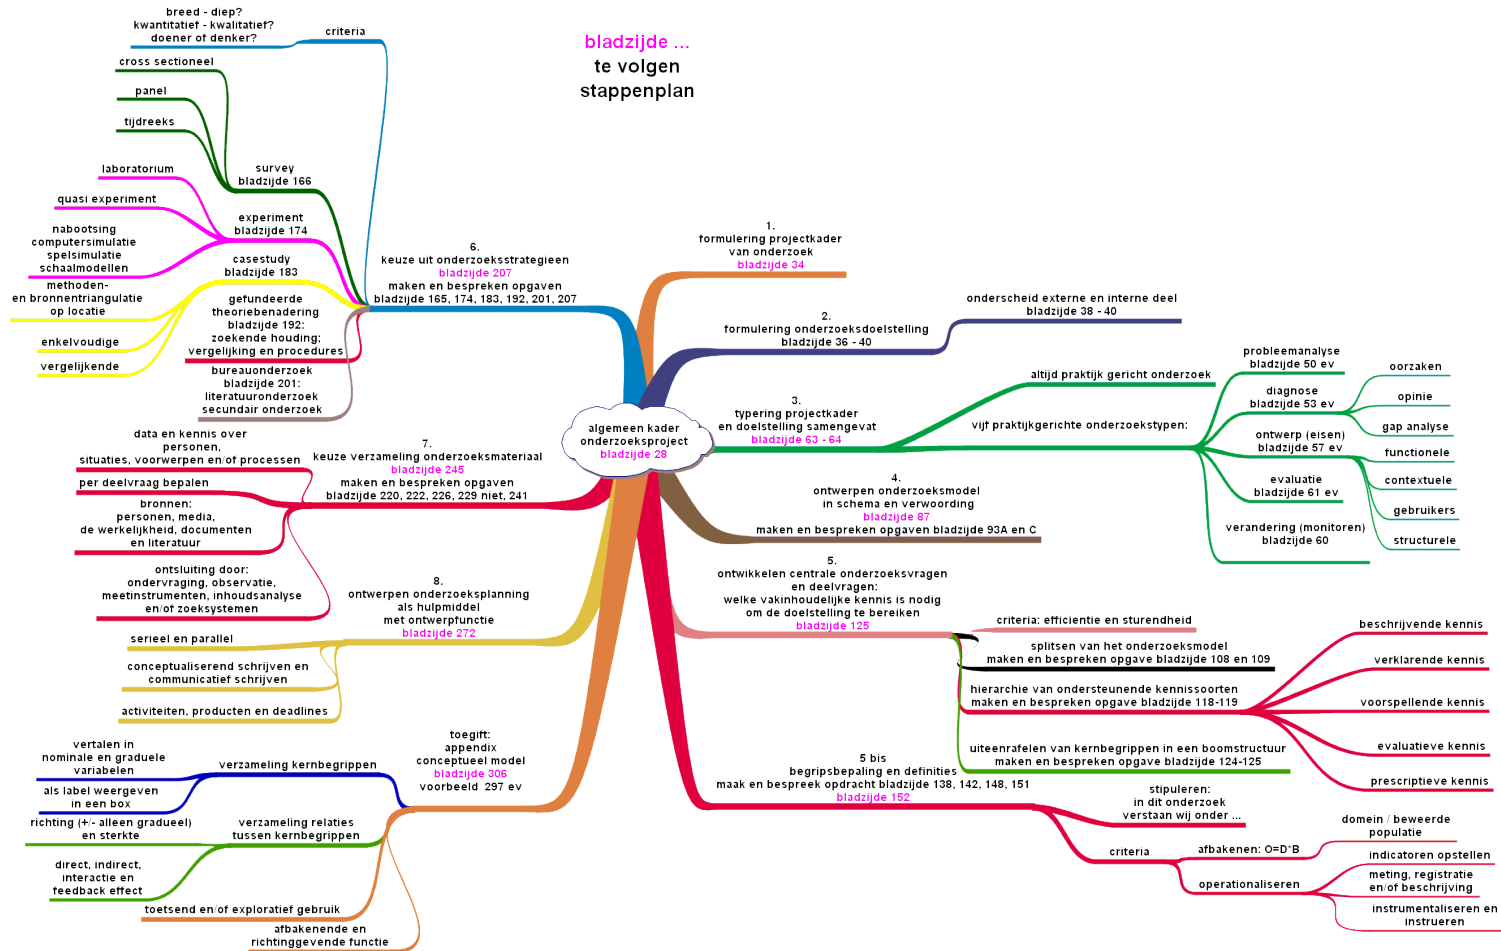 bladzijde ...
te volgen
stappenplan
algemeen kader
onderzoeksproject
bladzijde 28
1.
formulering projectkader
van onderzoek
bladzijde 34
2.
formulering onderzoeksdoelstelling
bladzijde 36 - 40
onderscheid externe en interne deel
bladzijde 38 - 40
3.
typering projectkader
en doelstelling samengevat
bladzijde 63 - 64
altijd praktijk gericht onderzoek
vijf praktijkgerichte onderzoekstypen:
probleemanalyse
bladzijde 50 ev
diagnose
bladzijde 53 ev
oorzaken
opinie
gap analyse
ontwerp (eisen)
bladzijde 57 ev
functionele
contextuele
gebruikers
structurele
evaluatie
bladzijde 61 ev
verandering (monitoren)
bladzijde 60
4.
ontwerpen onderzoeksmodel
in schema en verwoording
bladzijde 87
maken en bespreken opgaven bladzijde 93A en C
5.
ontwikkelen centrale onderzoeksvragen
en deelvragen:
welke vakinhoudelijke kennis is nodig
om de doelstelling te bereiken
bladzijde 125
criteria: efficientie en sturendheid
splitsen van het onderzoeksmodel
maken en bespreken opgave bladzijde 108 en 109
hierarchie van ondersteunende kennissoorten
maken en bespreken opgave bladzijde 118-119
beschrijvende kennis
verklarende kennis
voorspellende kennis
evaluatieve kennis
prescriptieve kennis
uiteenrafelen van kernbegrippen in een boomstructuur
maken en bespreken opgave bladzijde 124-125
5 bis
begripsbepaling en definities
maak en bespreek opdracht bladzijde 138, 142, 148, 151
bladzijde 152
stipuleren:
in dit onderzoek
verstaan wij onder ...
criteria
afbakenen: O=D*B
domein / beweerde
populatie
operationaliseren
indicatoren opstellen
meting, registratie
en/of beschrijving
instrumentaliseren en
instrueren
6.
keuze uit onderzoeksstrategieen
bladzijde 207
maken en bespreken opgaven
bladzijde 165, 174, 183, 192, 201, 207
criteria
breed - diep?
kwantitatief - kwalitatief?
doener of denker?
survey
bladzijde 166
cross sectioneel
panel
tijdreeks
experiment
bladzijde 174
laboratorium
quasi experiment
nabootsing
computersimulatie
spelsimulatie
schaalmodellen
casestudy
bladzijde 183
methoden-
en bronnentriangulatie
op locatie
enkelvoudige
vergelijkende
gefundeerde
theoriebenadering
bladzijde 192:
zoekende houding;
vergelijking en procedures
bureauonderzoek
bladzijde 201:
literatuuronderzoek
secundair onderzoek
7.
keuze verzameling onderzoeksmateriaal
bladzijde 245
maken en bespreken opgaven
bladzijde 220, 222, 226, 229 niet, 241
data en kennis over
personen,
situaties, voorwerpen en/of processen
per deelvraag bepalen
bronnen:
personen, media,
de werkelijkheid, documenten
en literatuur
ontsluiting door:
ondervraging, observatie,
meetinstrumenten, inhoudsanalyse
en/of zoeksystemen
8.
ontwerpen onderzoeksplanning
als hulpmiddel
met ontwerpfunctie
bladzijde 272
serieel en parallel
conceptualiserend schrijven en
communicatief schrijven
activiteiten, producten en deadlines
toegift:
appendix
conceptueel model
bladzijde 306
voorbeeld 297 ev
verzameling kernbegrippen
vertalen in
nominale en graduele
variabelen
als label weergeven
in een box
verzameling relaties
tussen kernbegrippen
richting (+/- alleen gradueel)
en sterkte
direct, indirect,
interactie en
feedback effect
toetsend en/of exploratief gebruik
afbakenende en
richtinggevende functie